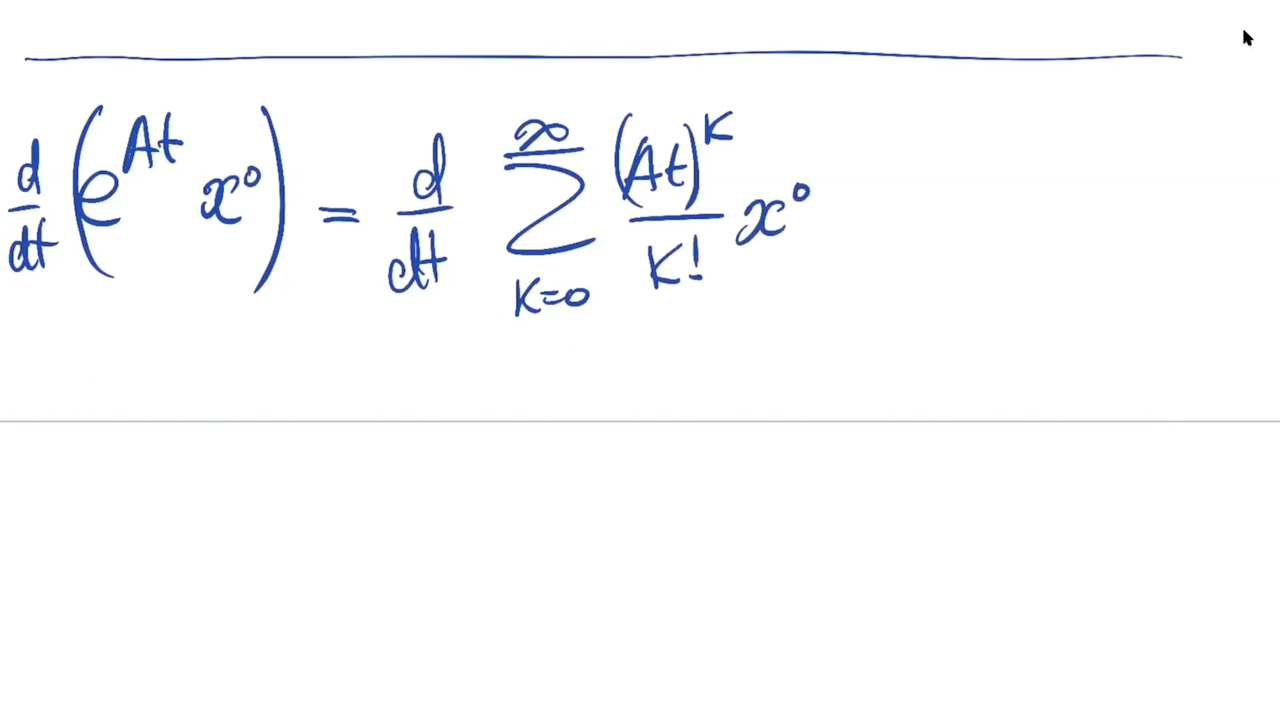 d/dt (e^{At} x^0) = d/dt ∑_{K=0}^{∞} (At)^K/K! x^0